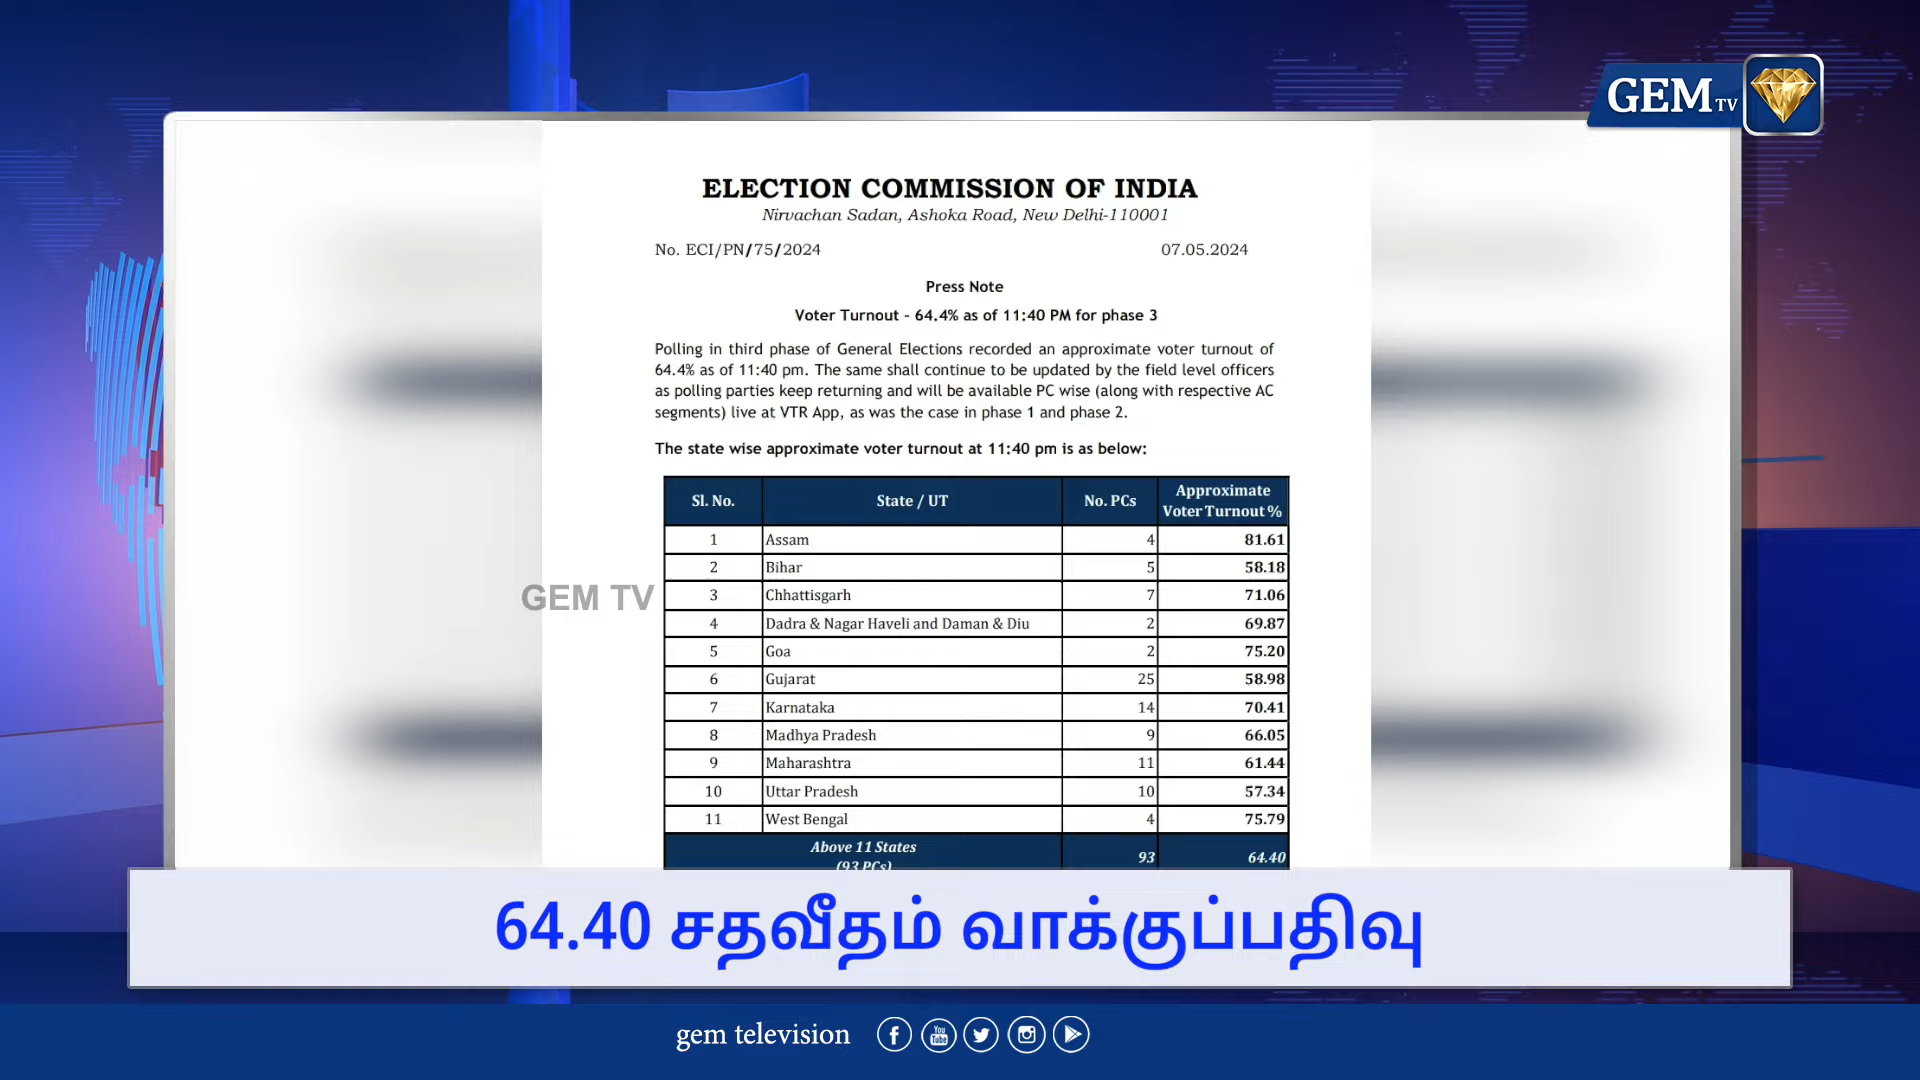 GEM TV
ELECTION COMMISSION OF INDIA
Nirvachan Sadan, Ashoka Road, New Delhi-110001
No. ECI/PN/75/2024 07.05.2024
Press Note
Voter Turnout – 64.4% as of 11:40 PM for phase 3
Polling in third phase of General Elections recorded an approximate voter turnout of
64.4% as of 11:40 pm. The same shall continue to be updated by the field level officers
as polling parties keep returning and will be available PC wise (along with respective AC
segments) live at VTR App, as was the case in phase 1 and phase 2.
The state wise approximate voter turnout at 11:40 pm is as below:
Sl. No. State / UT No. PCs Approximate Voter Turnout %
1 Assam 4 81.61
2 Bihar 5 58.18
3 Chhattisgarh 7 71.06
4 Dadra & Nagar Haveli and Daman & Diu 2 69.87
5 Goa 2 75.20
6 Gujarat 25 58.98
7 Karnataka 14 70.41
8 Madhya Pradesh 9 66.05
9 Maharashtra 11 61.44
10 Uttar Pradesh 10 57.34
11 West Bengal 4 75.79
Above 11 States 93 64.40
(93 PCs)
GEM TV
64.40 சதவீதம் வாக்குப்பதிவு
gem television